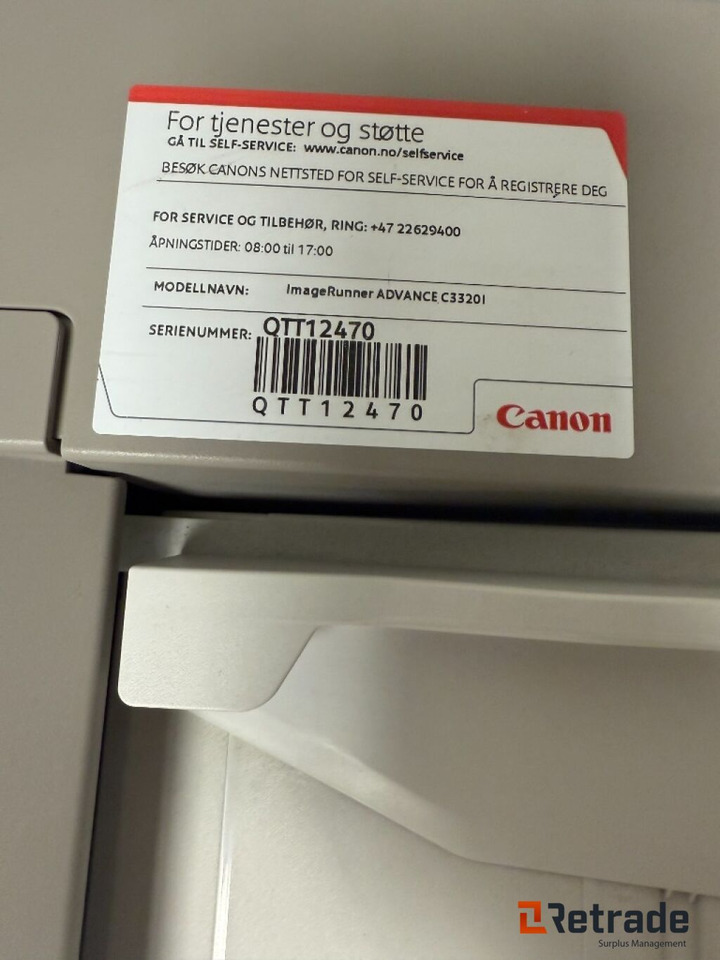 For tjenester og støtte
GÅ TIL SELF-SERVICE: www.canon.no/selfservice
BESØK CANONS NETTSTED FOR SELF-SERVICE FOR Å REGISTRERE DEG
FOR SERVICE OG TILBEHØR, RING: +47 22629400
ÅPNINGSTIDER: 08:00 til 17:00
MODELLNAVN: ImageRunner ADVANCE C3320I
SERIENUMMER: QTT12470
QTT12470
Canon
Retrade
Surplus Management